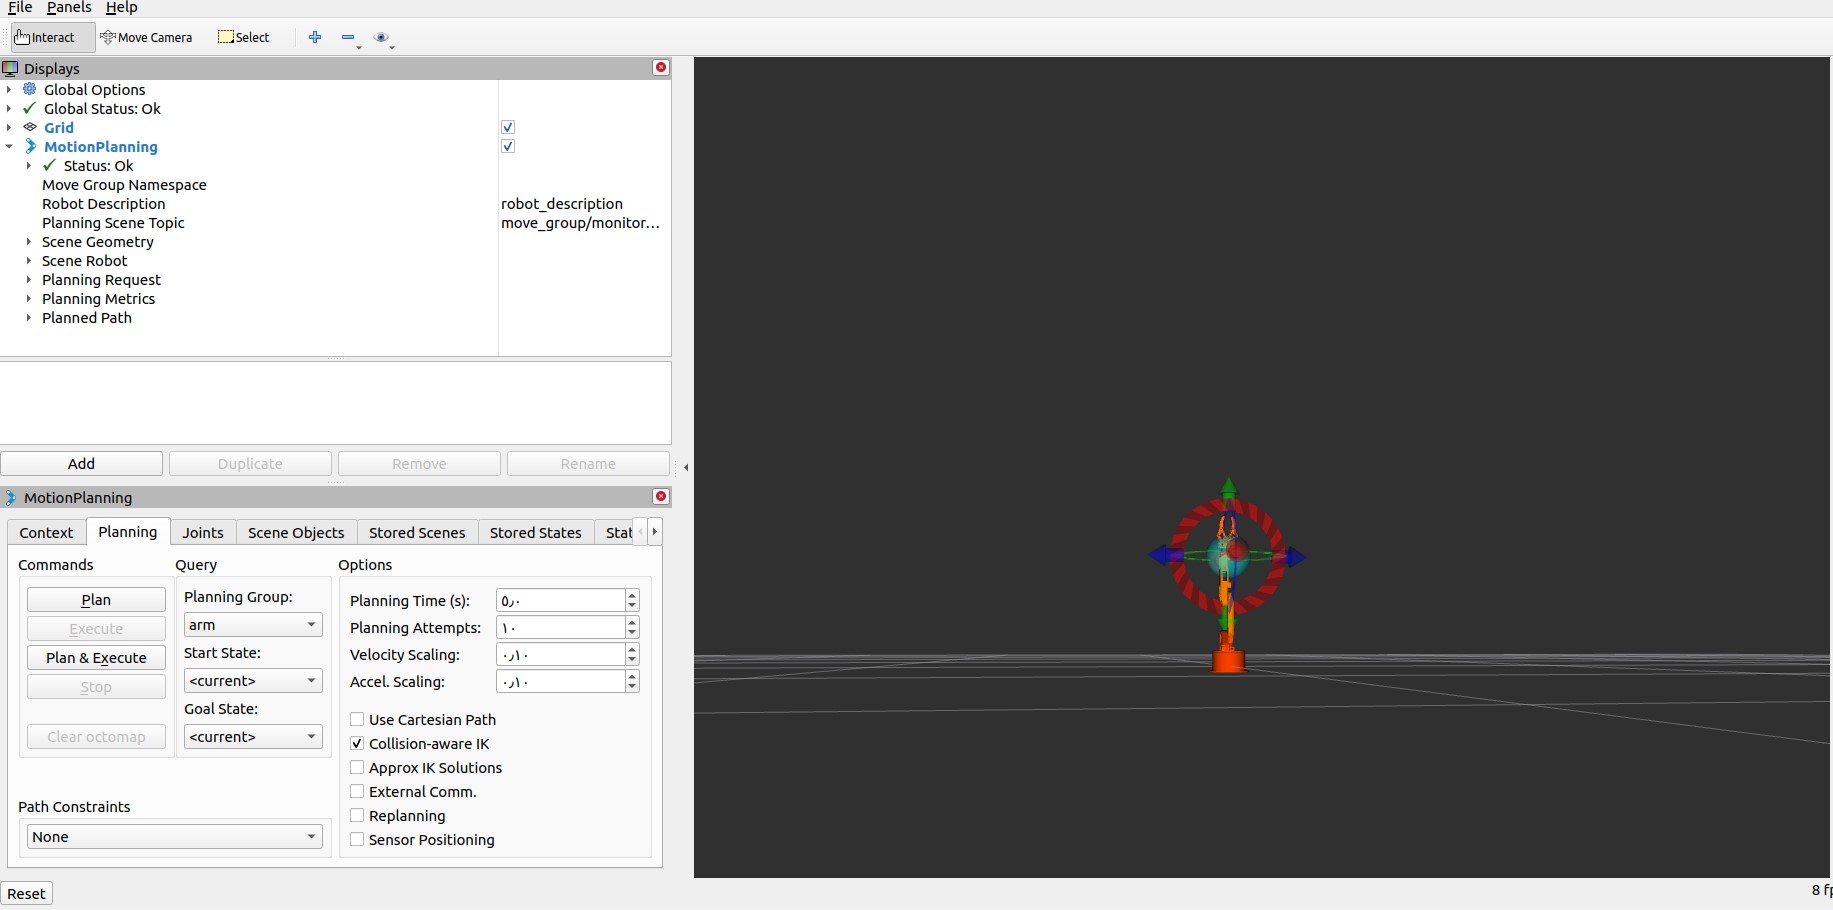 File Panels Help
Interact Move Camera Select
Displays
Global Options
Global Status: Ok
Grid
MotionPlanning
Status: Ok
Move Group Namespace
Robot Description robot_description
Planning Scene Topic move_group/monitor...
Scene Geometry
Scene Robot
Planning Request
Planning Metrics
Planned Path
Add Duplicate Remove Rename
MotionPlanning
Context Planning Joints Scene Objects Stored Scenes Stored States Stat
Commands
Plan
Execute
Plan & Execute
Stop
Clear octomap
Query
Planning Group:
arm
Start State:
<current>
Goal State:
<current>
Options
Planning Time (s): ٥٫٠
Planning Attempts: ١٠
Velocity Scaling: ٠٫١٠
Accel. Scaling: ٠٫١٠
Use Cartesian Path
Collision-aware IK
Approx IK Solutions
External Comm.
Replanning
Sensor Positioning
Path Constraints
None
Reset
8 fp